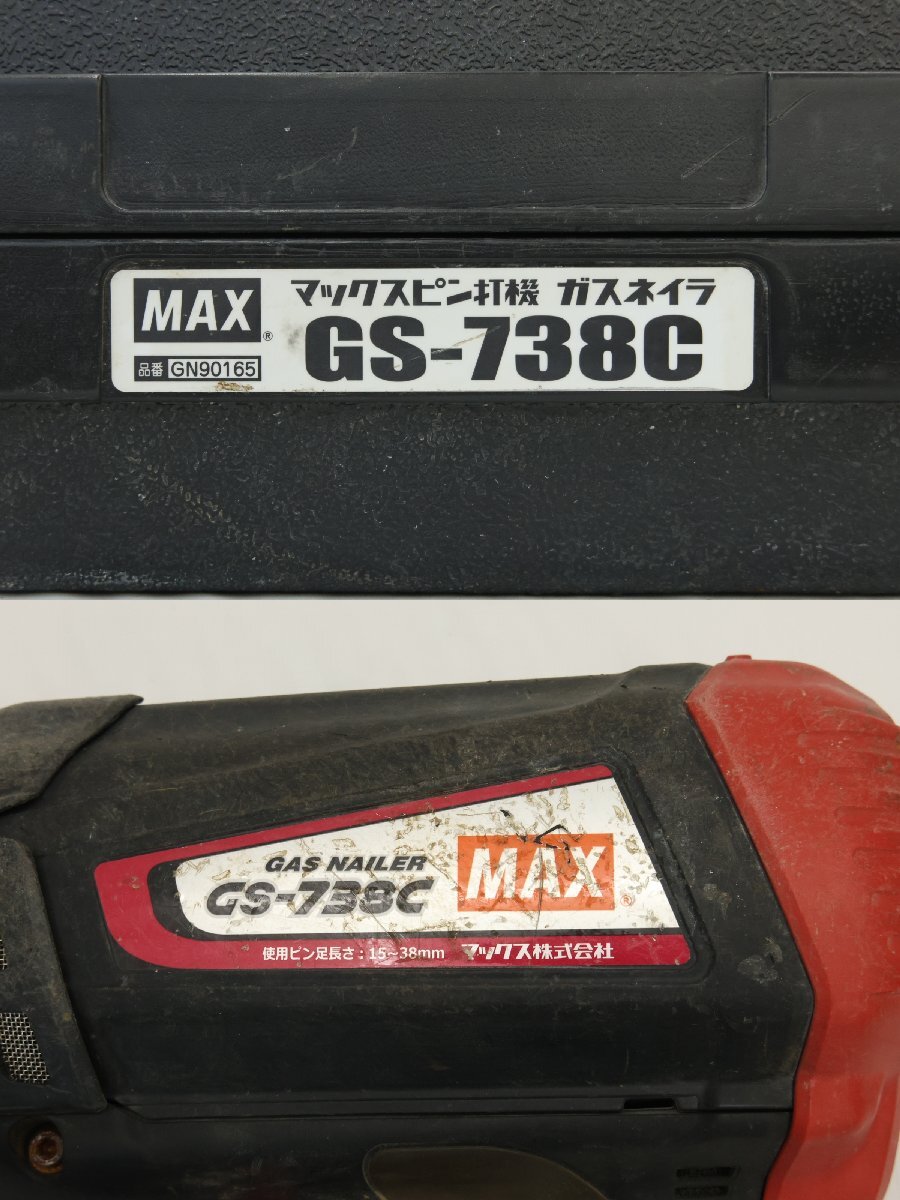 MAX®
マックスピン打機 ガスネイラ
GS-738C
品番 GN90165
GAS NAILER
GS-738C
MAX®
使用ピン足長さ：15~38mm マックス株式会社